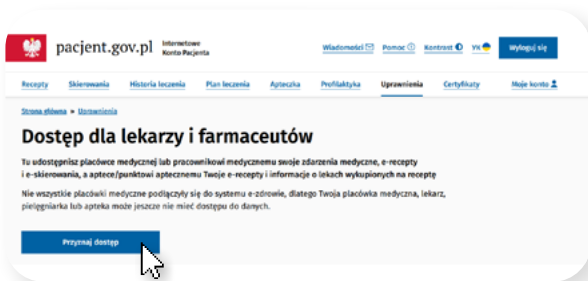 pacjent.gov.pl
Internetowe
Konto Pacjenta
Wiadomości
Pomoc
Kontrast
Wyloguj się
Recepty Skierowania Historia leczenia Plan leczenia Apteczka Profilaktyka Uprawnienia Certyfikaty Moje konto
Strona główna » Uprawnienia
Dostęp dla lekarzy i farmaceutów
Tu udostępnisz placówce medycznej lub pracownikowi medycznemu swoje zdarzenia medyczne, e-recepty
i e-skierowania, a aptece/punktowi aptecznemu Twoje e-recepty i informacje o lekach wykupionych na receptę
Nie wszystkie placówki medyczne podłączyły się do systemu e-zdrowie, dlatego Twoja placówka medyczna, lekarz,
pielęgniarka lub apteka może jeszcze nie mieć dostępu do danych.
Przyznaj dostęp